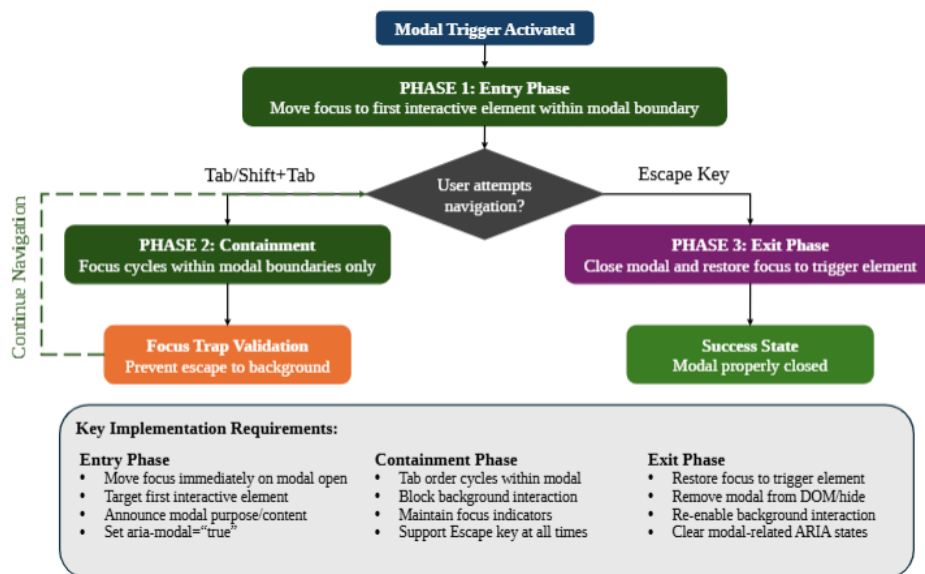 Modal Trigger Activated
PHASE 1: Entry Phase
Move focus to first interactive element within modal boundary
User attempts
navigation?
Tab/Shift+Tab
Escape Key
Continue Navigation
PHASE 2: Containment
Focus cycles within modal boundaries only
PHASE 3: Exit Phase
Close modal and restore focus to trigger element
Focus Trap Validation
Prevent escape to background
Success State
Modal properly closed
Key Implementation Requirements:
Entry Phase
• Move focus immediately on modal open
• Target first interactive element
• Announce modal purpose/content
• Set aria-modal=“true”
Containment Phase
• Tab order cycles within modal
• Block background interaction
• Maintain focus indicators
• Support Escape key at all times
Exit Phase
• Restore focus to trigger element
• Remove modal from DOM/hide
• Re-enable background interaction
• Clear modal-related ARIA states